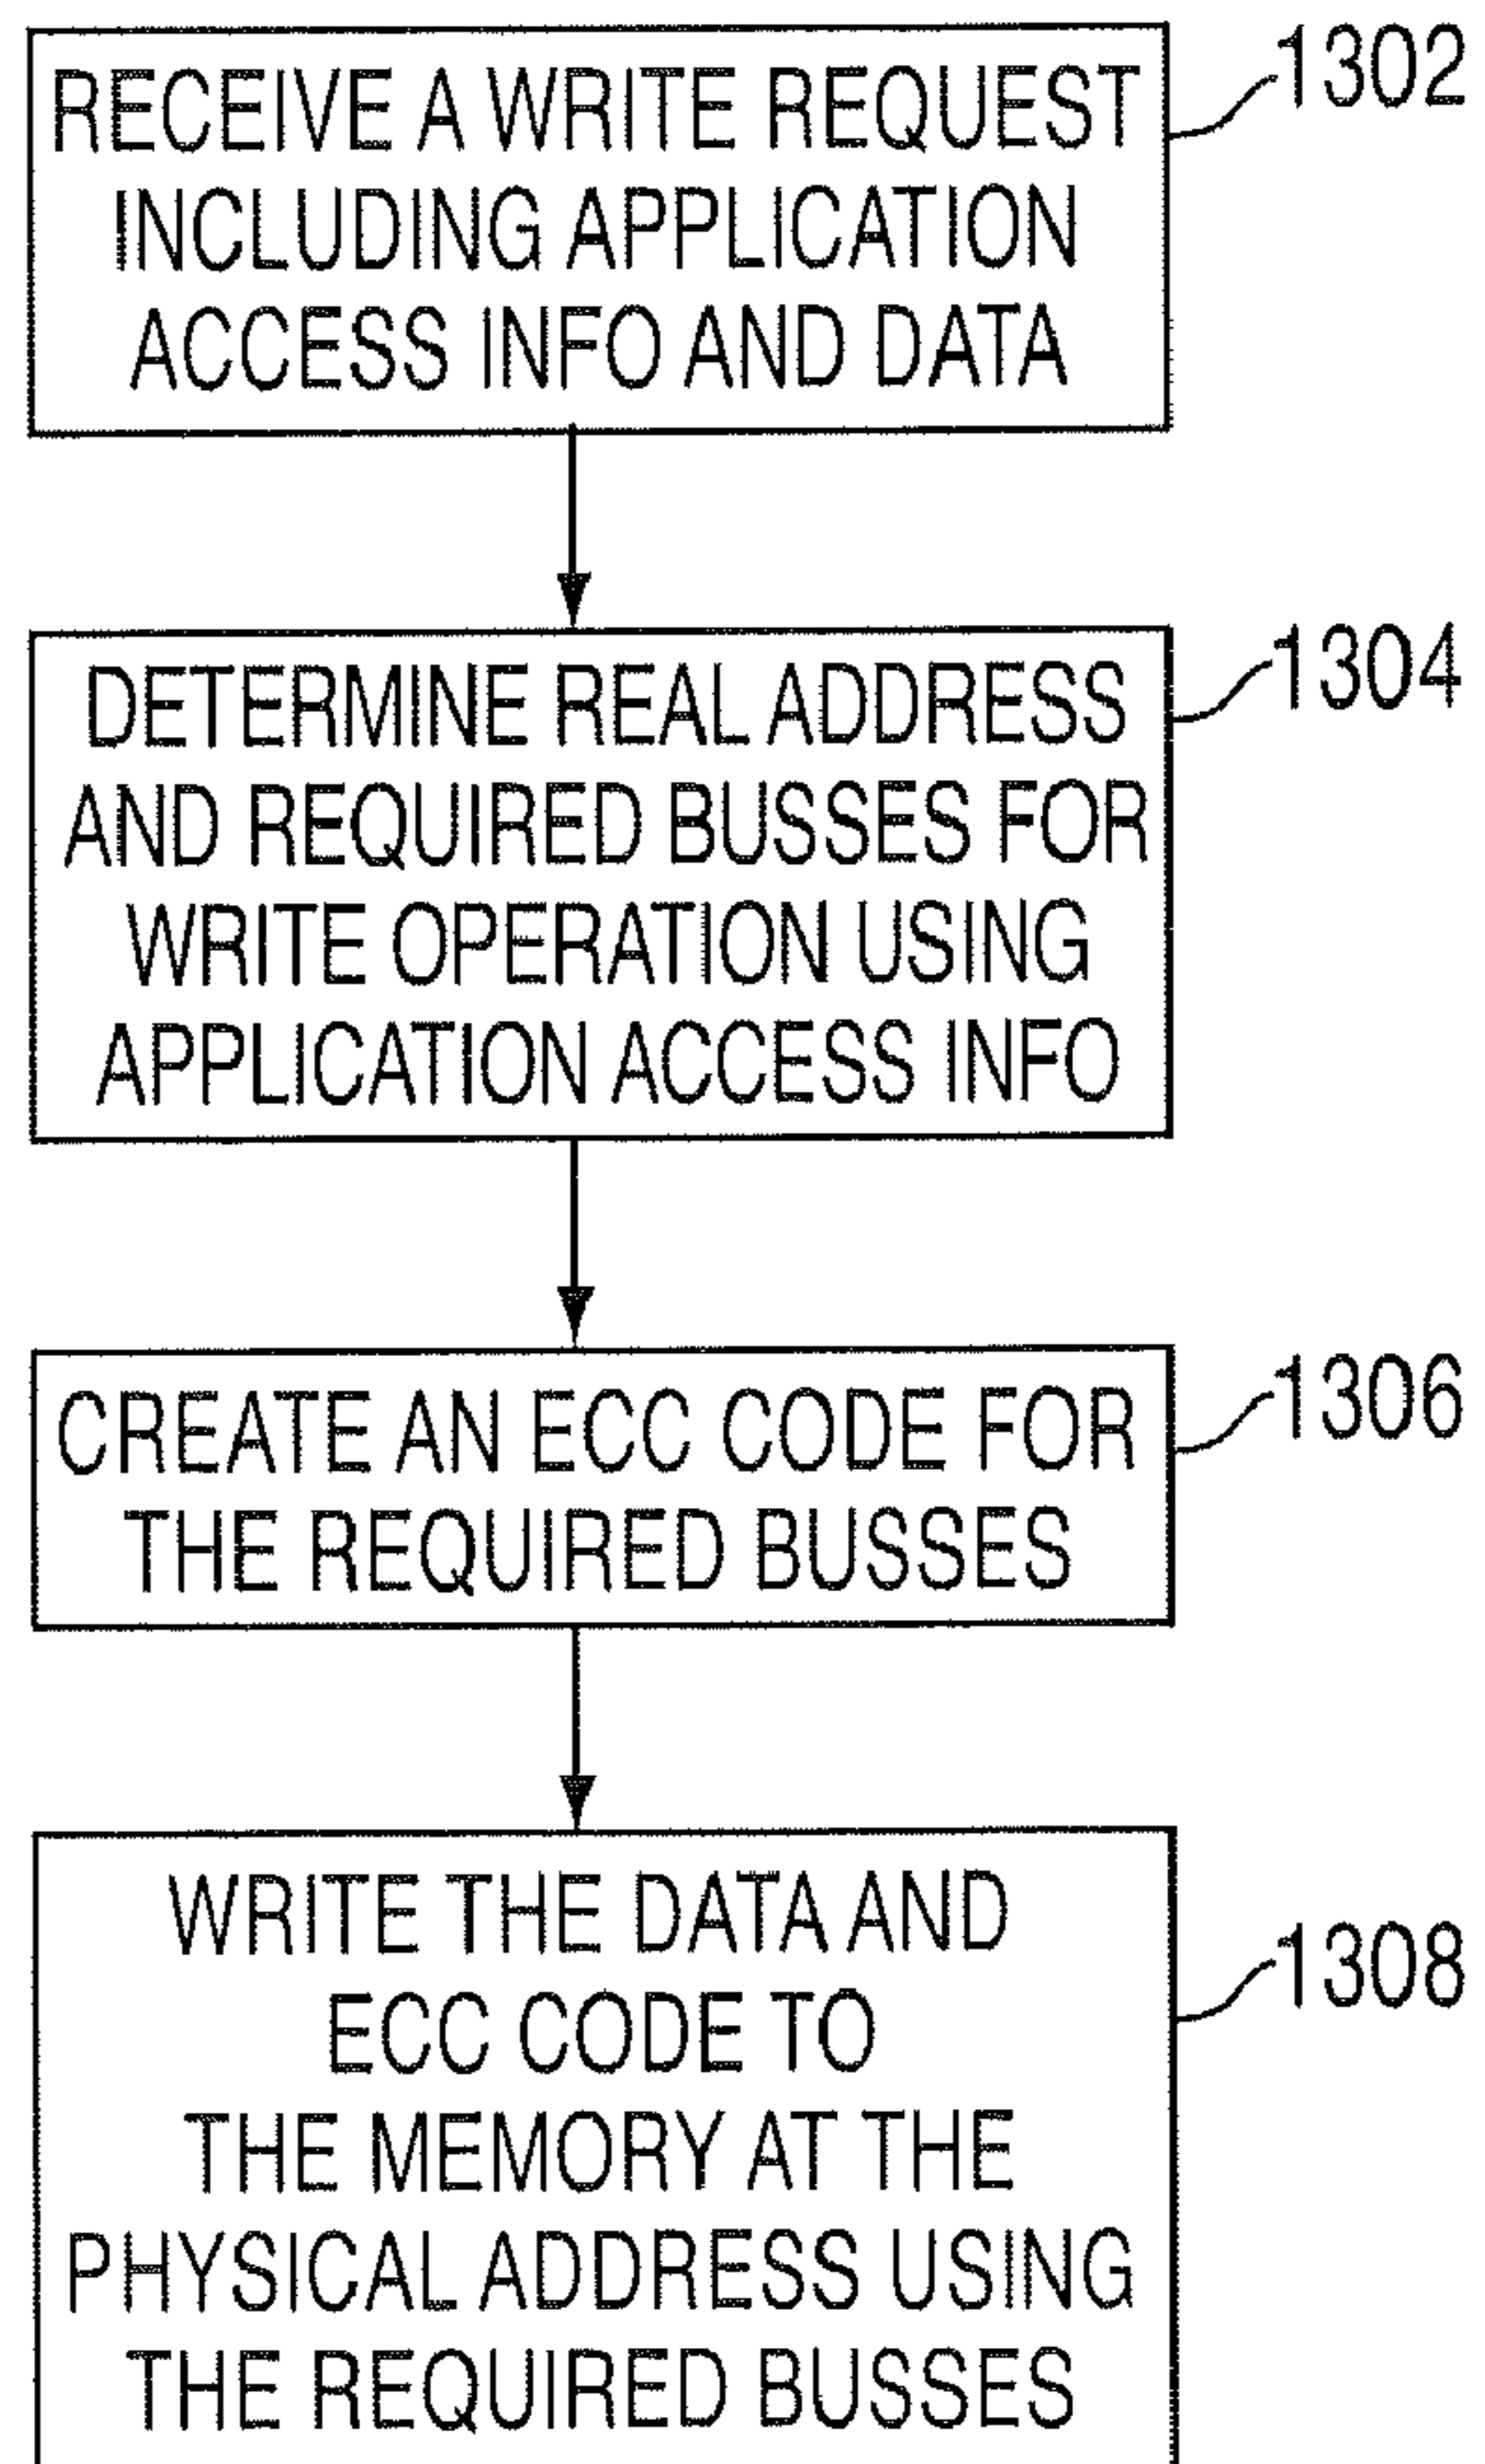 1302
RECEIVE A WRITE REQUEST
INCLUDING APPLICATION
ACCESS INFO AND DATA
1304
DETERMINE REAL ADDRESS
AND REQUIRED BUSSES FOR
WRITE OPERATION USING
APPLICATION ACCESS INFO
1306
CREATE AN ECC CODE FOR
THE REQUIRED BUSSES
1308
WRITE THE DATA AND
ECC CODE TO
THE MEMORY AT THE
PHYSICAL ADDRESS USING
THE REQUIRED BUSSES